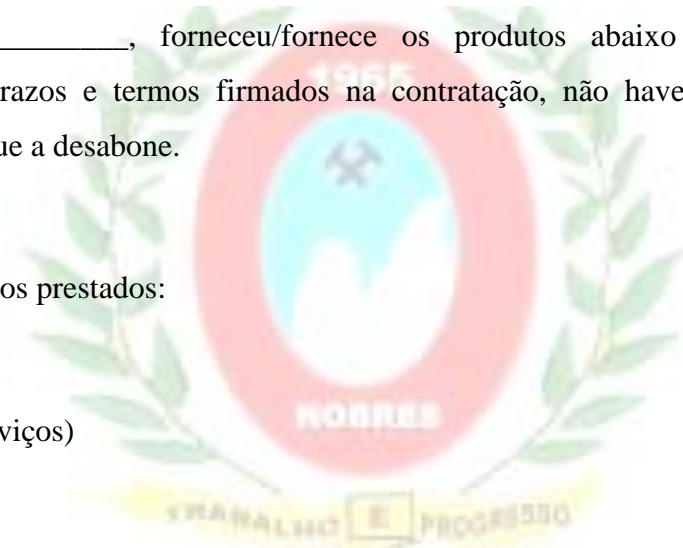 ________, forneceu/fornece os produtos abaixo
razos e termos firmados na contratação, não have
ue a desabone.
1965
os prestados:
NOBRES
viços)
TRABALHO E PROGRESSO